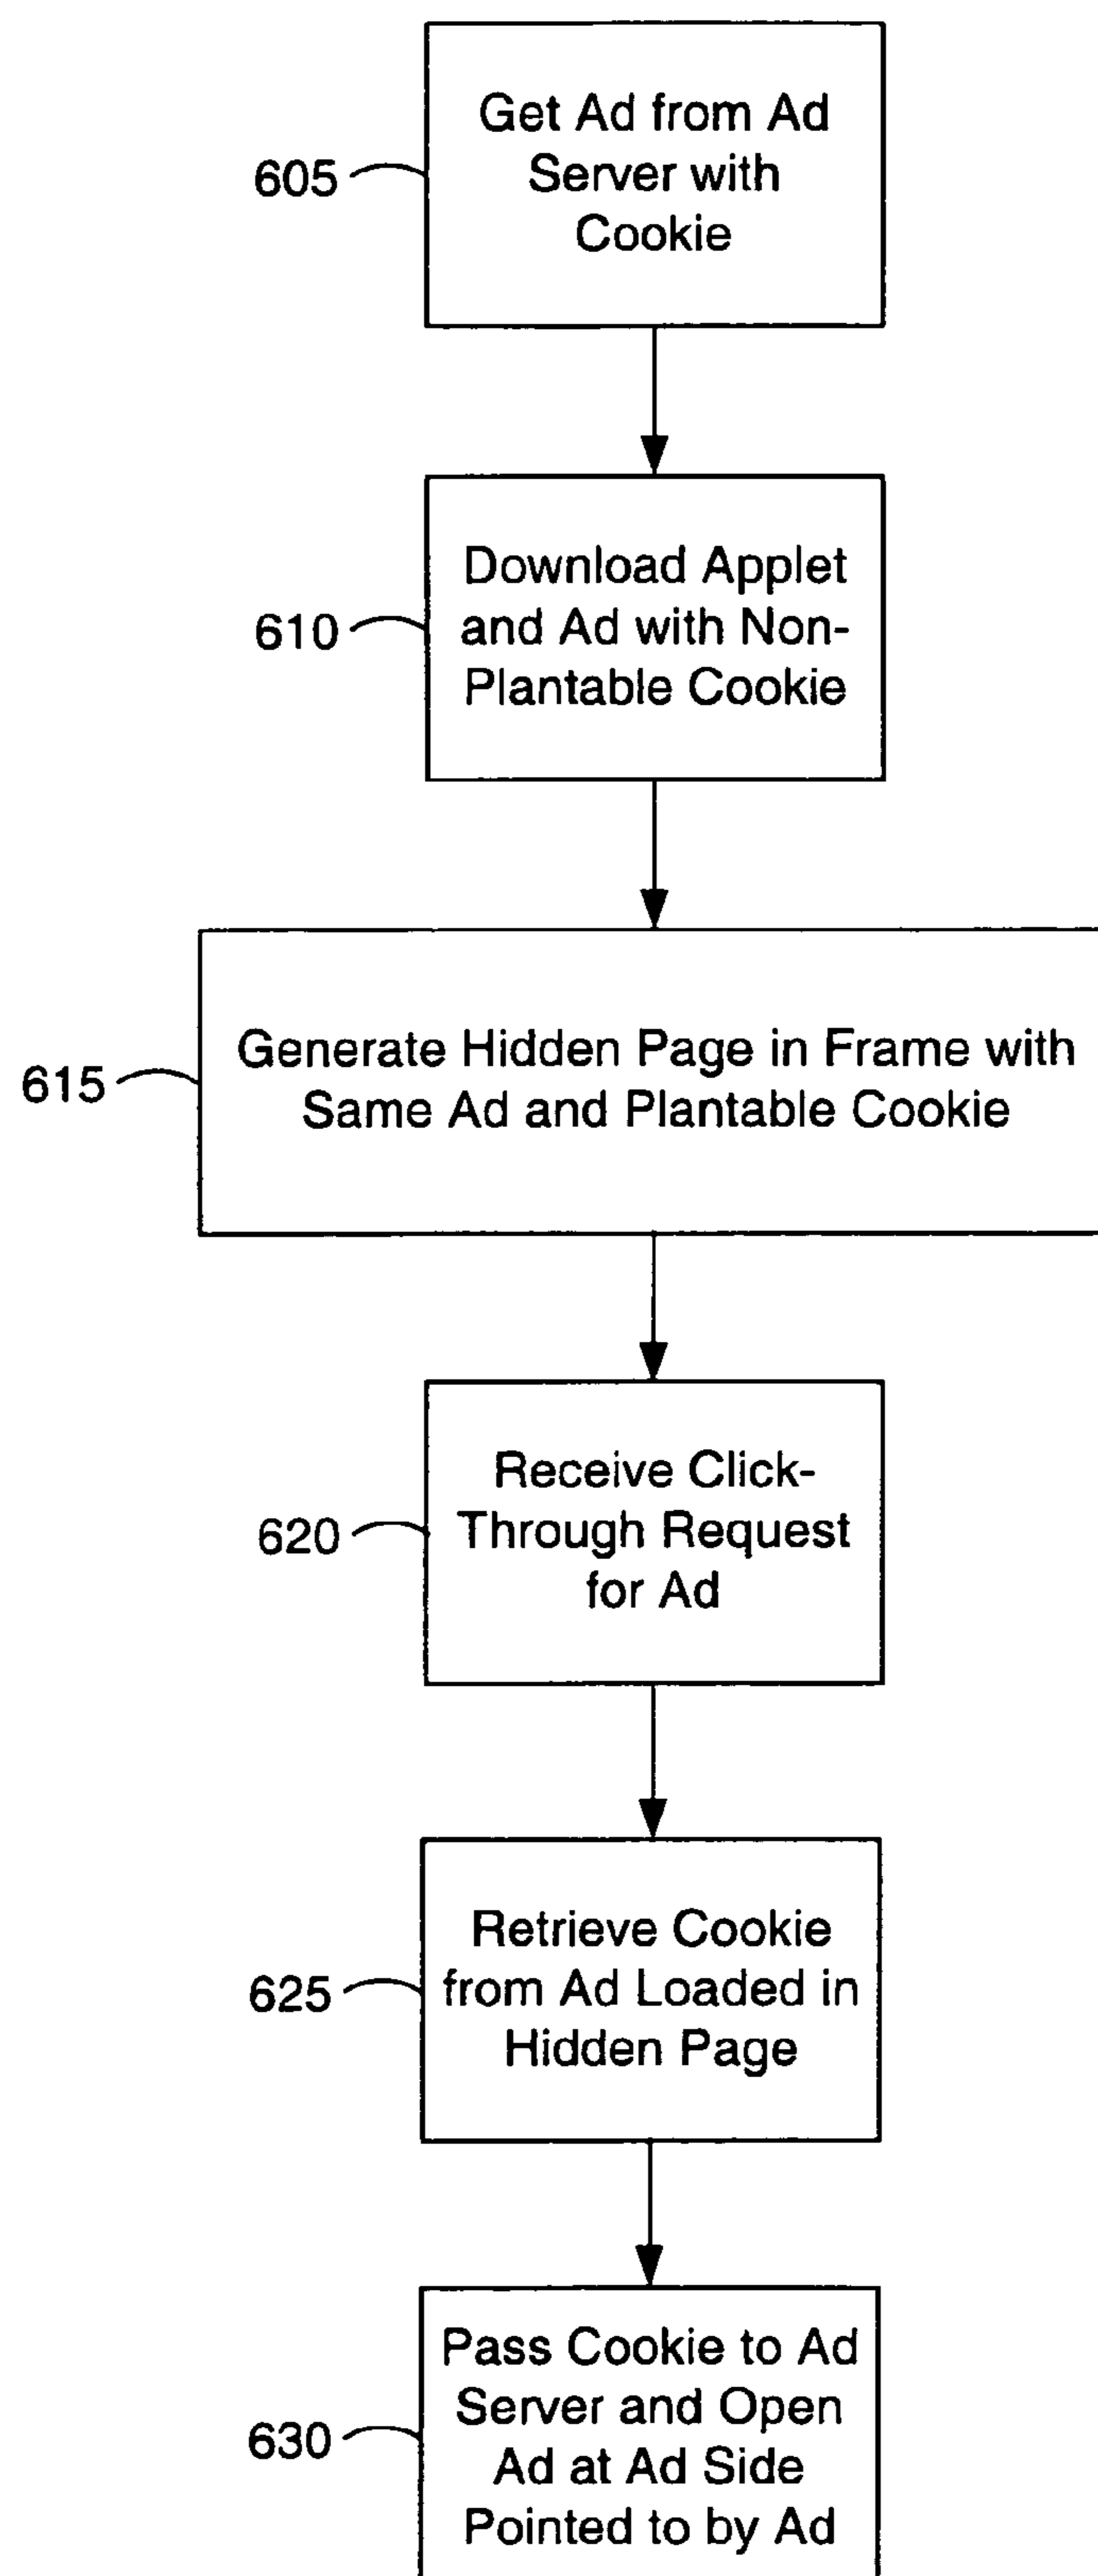 Get Ad from Ad
Server with
Cookie
605
Download Applet
and Ad with Non-
Plantable Cookie
610
Generate Hidden Page in Frame with
Same Ad and Plantable Cookie
615
Receive Click-
Through Request
for Ad
620
Retrieve Cookie
from Ad Loaded in
Hidden Page
625
Pass Cookie to Ad
Server and Open
Ad at Ad Side
Pointed to by Ad
630